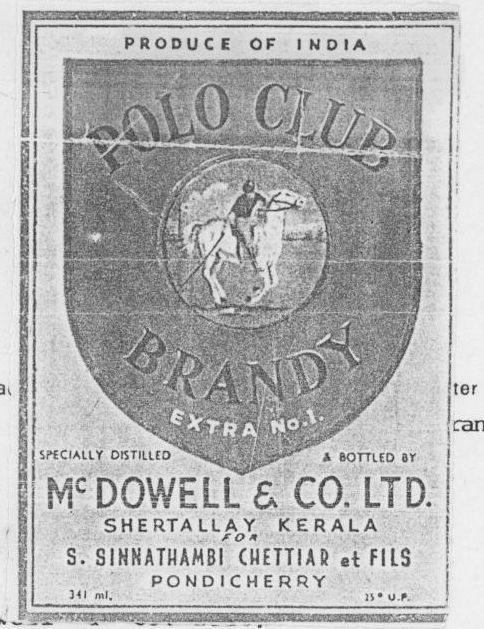 PRODUCE OF INDIA
POLO CLUB
BRANDY
EXTRA No.1.
SPECIALLY DISTILLED & BOTTLED BY
McDOWELL & CO. LTD.
SHERTALLAY KERALA
FOR
S. SINNATHAMBI CHETTIAR et FILS
PONDICHERRY
341 ml. 25° U.P.
ter